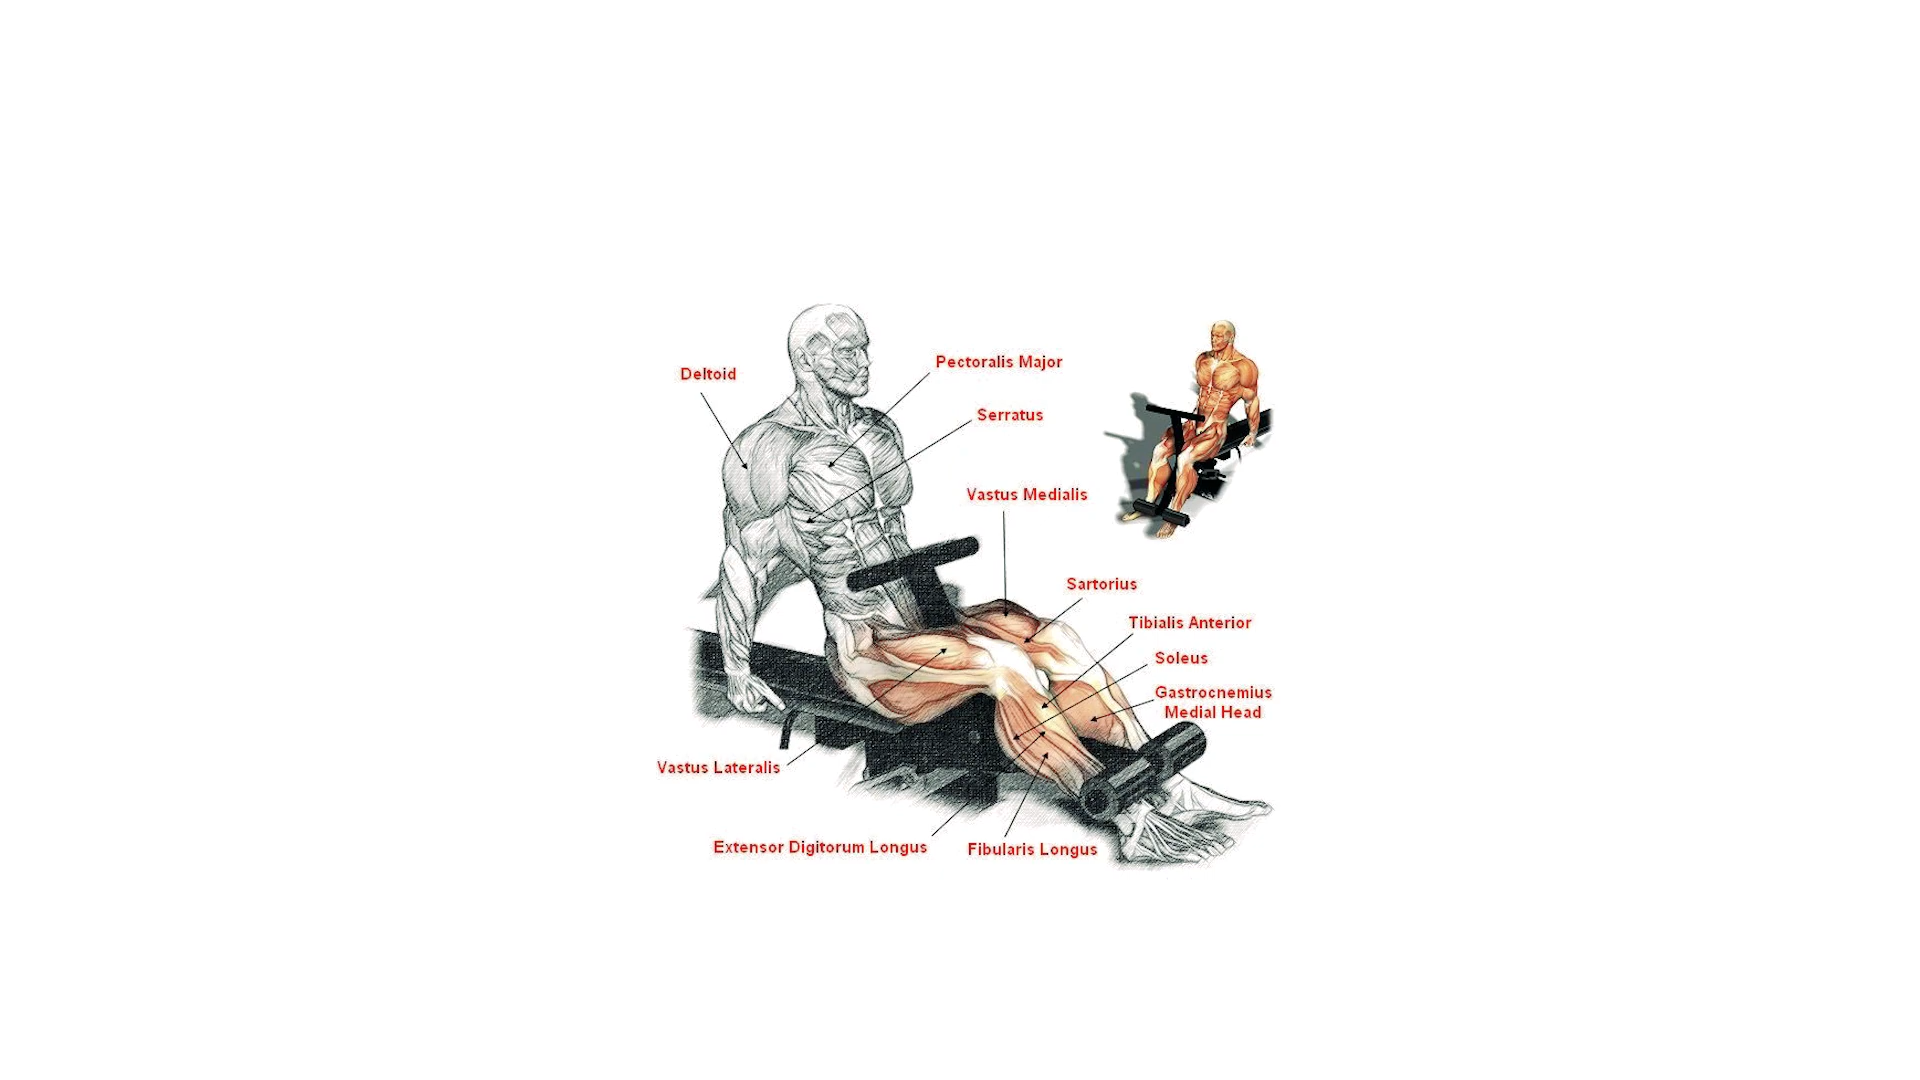 Pectoralis Major
Deltoid
Serratus
Vastus Medialis
Sartorius
Tibialis Anterior
Soleus
Gastrocnemius
Medial Head
Vastus Lateralis
Extensor Digitorum Longus
Fibularis Longus